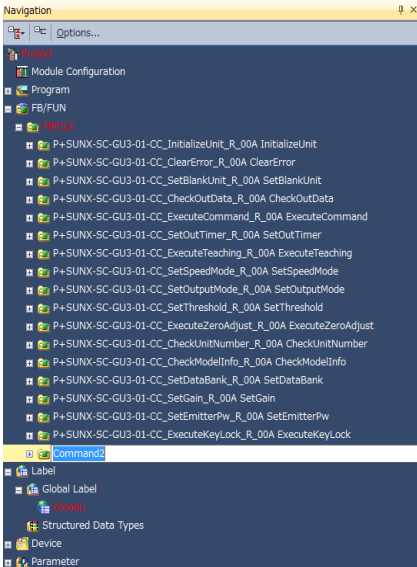 Navigation
Options...
Project
Module Configuration
Program
FB/FUN
FBFILE
P+SUNX-SC-GU3-01-CC_InitializeUnit_R_00A InitializeUnit
P+SUNX-SC-GU3-01-CC_ClearError_R_00A ClearError
P+SUNX-SC-GU3-01-CC_SetBlankUnit_R_00A SetBlankUnit
P+SUNX-SC-GU3-01-CC_CheckOutData_R_00A CheckOutData
P+SUNX-SC-GU3-01-CC_ExecuteCommand_R_00A ExecuteCommand
P+SUNX-SC-GU3-01-CC_SetOutTimer_R_00A SetOutTimer
P+SUNX-SC-GU3-01-CC_ExecuteTeaching_R_00A ExecuteTeaching
P+SUNX-SC-GU3-01-CC_SetSpeedMode_R_00A SetSpeedMode
P+SUNX-SC-GU3-01-CC_SetOutputMode_R_00A SetOutputMode
P+SUNX-SC-GU3-01-CC_SetThreshold_R_00A SetThreshold
P+SUNX-SC-GU3-01-CC_ExecuteZeroAdjust_R_00A ExecuteZeroAdjust
P+SUNX-SC-GU3-01-CC_CheckUnitNumber_R_00A CheckUnitNumber
P+SUNX-SC-GU3-01-CC_CheckModelInfo_R_00A CheckModelInfo
P+SUNX-SC-GU3-01-CC_SetDataBank_R_00A SetDataBank
P+SUNX-SC-GU3-01-CC_SetGain_R_00A SetGain
P+SUNX-SC-GU3-01-CC_SetEmitterPw_R_00A SetEmitterPw
P+SUNX-SC-GU3-01-CC_ExecuteKeyLock_R_00A ExecuteKeyLock
Command2
Label
Global Label
Global1
Structured Data Types
Device
Parameter